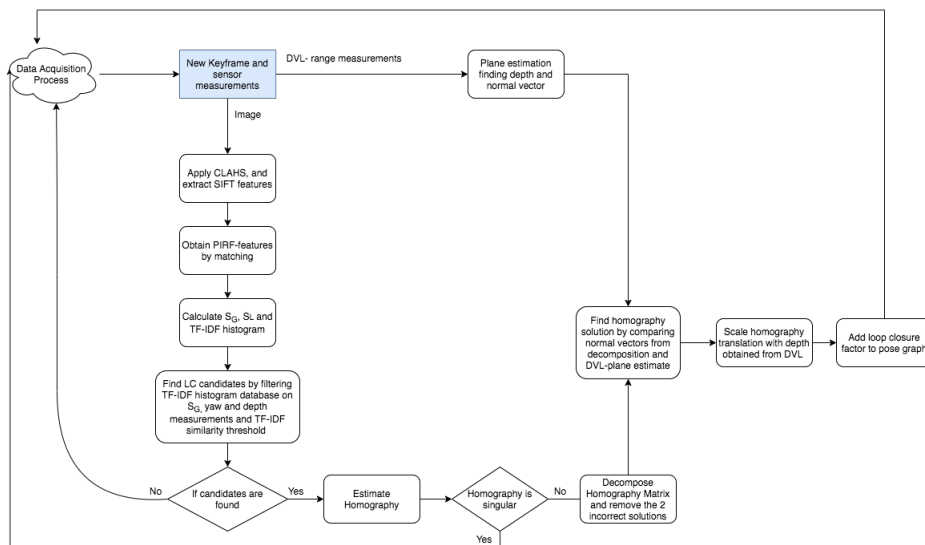 Data Acquisition
Process
New Keyframe and
sensor
measurements
DVL- range measurements
Plane estimation
finding depth and
normal vector
Image
Apply CLAHS, and
extract SIFT features
Obtain PIRF-features
by matching
Calculate SG, SL and
TF-IDF histogram
Find LC candidates by filtering
TF-IDF histogram database on
SG, yaw and depth
measurements and TF-IDF
similarity threshold
If candidates are
found
No
Yes
Estimate
Homography
Homography is
singular
No
Yes
Decompose
Homography Matrix
and remove the 2
incorrect solutions
Find homography
solution by comparing
normal vectors from
decomposition and
DVL-plane estimate
Scale homography
translation with depth
obtained from DVL
Add loop closure
factor to pose graph